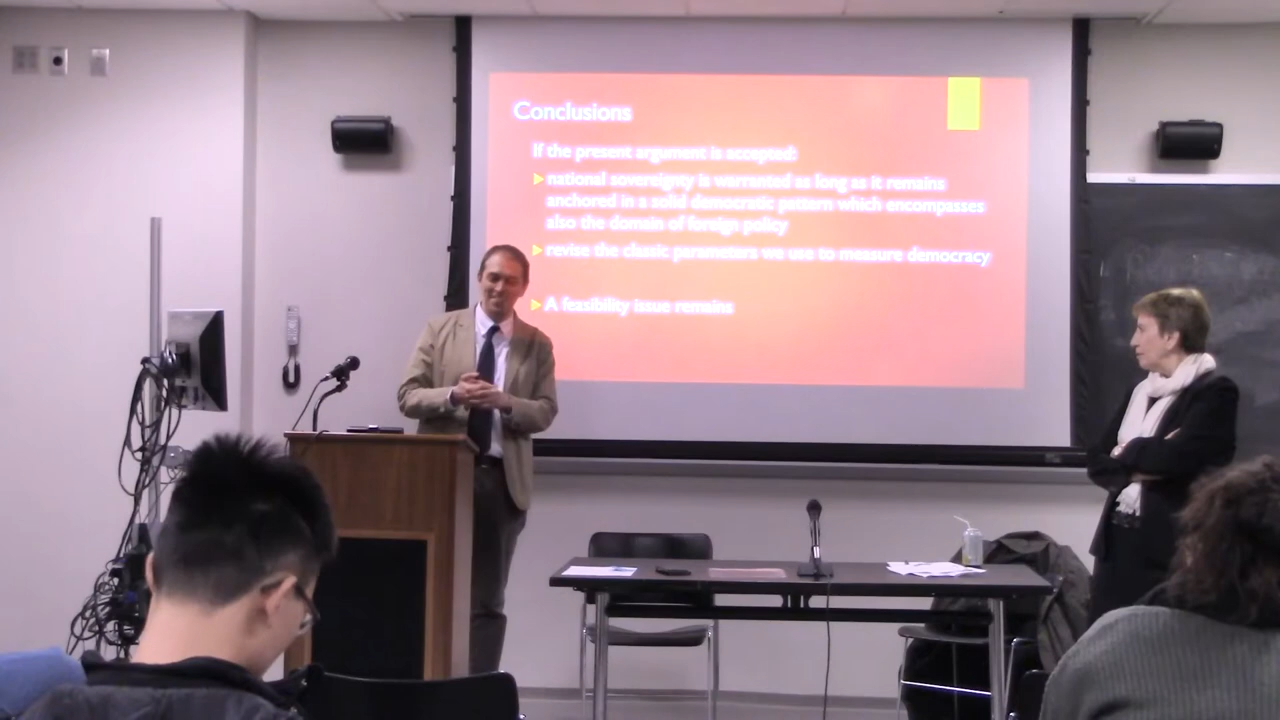 Conclusions
If the present argument is accepted:
national sovereignty is warranted as long as it remains
anchored in a solid democratic pattern which encompasses
also the domain of foreign policy
revise the classic parameters we use to measure democracy
A feasibility issue remains